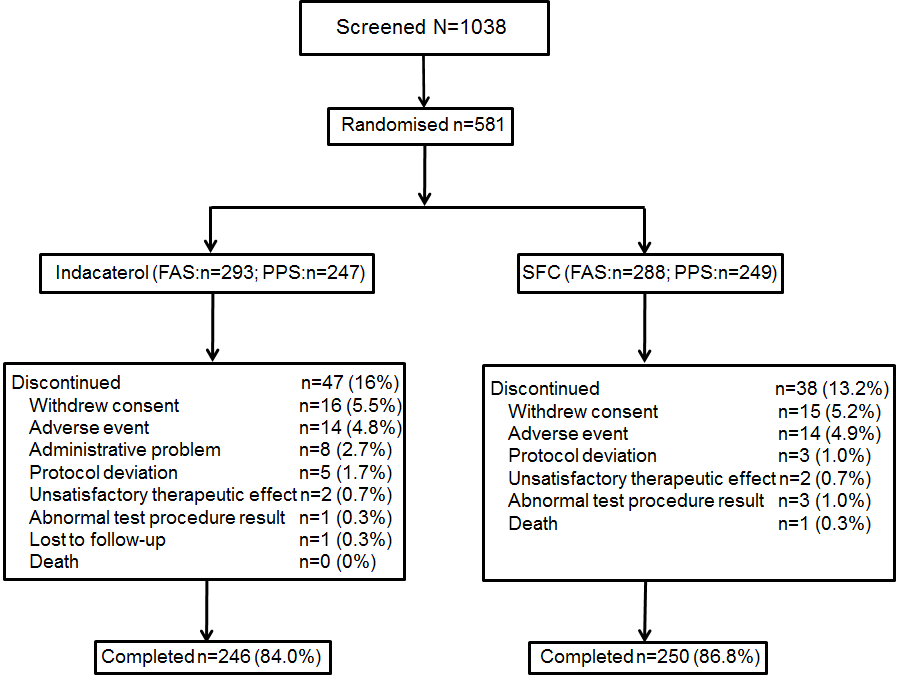 Screened N=1038
Randomised n=581
Indacaterol (FAS:n=293; PPS:n=247)
SFC (FAS:n=288; PPS:n=249)
Discontinued n=47 (16%)
Withdrew consent n=16 (5.5%)
Adverse event n=14 (4.8%)
Administrative problem n=8 (2.7%)
Protocol deviation n=5 (1.7%)
Unsatisfactory therapeutic effect n=2 (0.7%)
Abnormal test procedure result n=1 (0.3%)
Lost to follow-up n=1 (0.3%)
Death n=0 (0%)
Discontinued n=38 (13.2%)
Withdrew consent n=15 (5.2%)
Adverse event n=14 (4.9%)
Protocol deviation n=3 (1.0%)
Unsatisfactory therapeutic effect n=2 (0.7%)
Abnormal test procedure result n=3 (1.0%)
Death n=1 (0.3%)
Completed n=246 (84.0%)
Completed n=250 (86.8%)